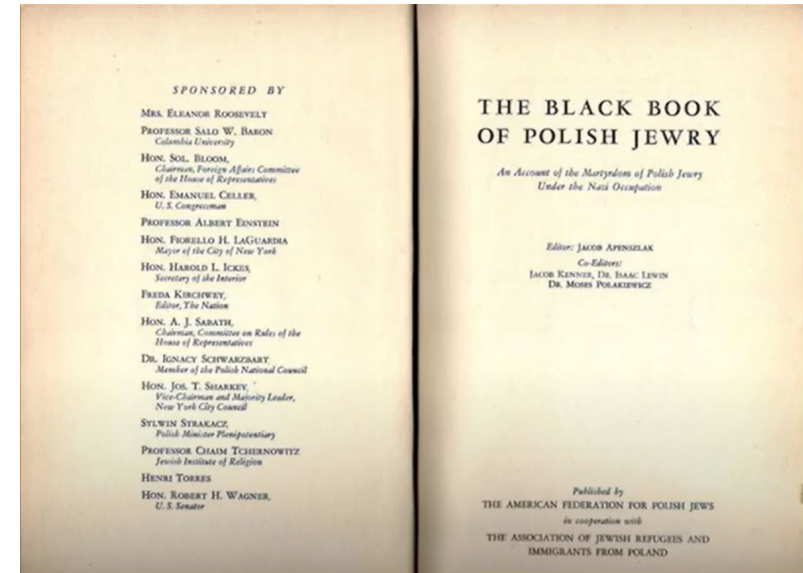 SPONSORED BY
MRS. ELEANOR ROOSEVELT
PROFESSOR SALO W. BARON
Columbia University
HON. SOL. BLOOM,
Chairman, Foreign Affairs Committee
of the House of Representatives
HON. EMANUEL CELLER,
U. S. Congressman
PROFESSOR ALBERT EINSTEIN
HON. FIORELLO H. LAGUARDIA
Mayor of the City of New York
HON. HAROLD L. ICKES,
Secretary of the Interior
FREDA KIRCHWEY,
Editor, The Nation
HON. A. J. SABATH,
Chairman, Committee on Rules of the
House of Representatives
DR. IGNACY SCHWARZBART
Member of the Polish National Council
HON. JOS. T. SHARKEY,
Vice-Chairman and Majority Leader,
New York City Council
SYLWIN STRAKACZ,
Polish Minister Plenipotentiary
PROFESSOR CHAIM TCHERNOWITZ
Jewish Institute of Religion
HENRI TORRES
HON. ROBERT H. WAGNER,
U. S. Senator
THE BLACK BOOK
OF POLISH JEWRY
An Account of the Martyrdom of Polish Jewry
Under the Nazi Occupation
Editor: JACOB APENSZLAK
Co-Editors:
JACOB KENNER, DR. ISAAC LEWIN
DR. MOSES POLAKIEWICZ
Published by
THE AMERICAN FEDERATION FOR POLISH JEWS
in cooperation with
THE ASSOCIATION OF JEWISH REFUGEES AND
IMMIGRANTS FROM POLAND